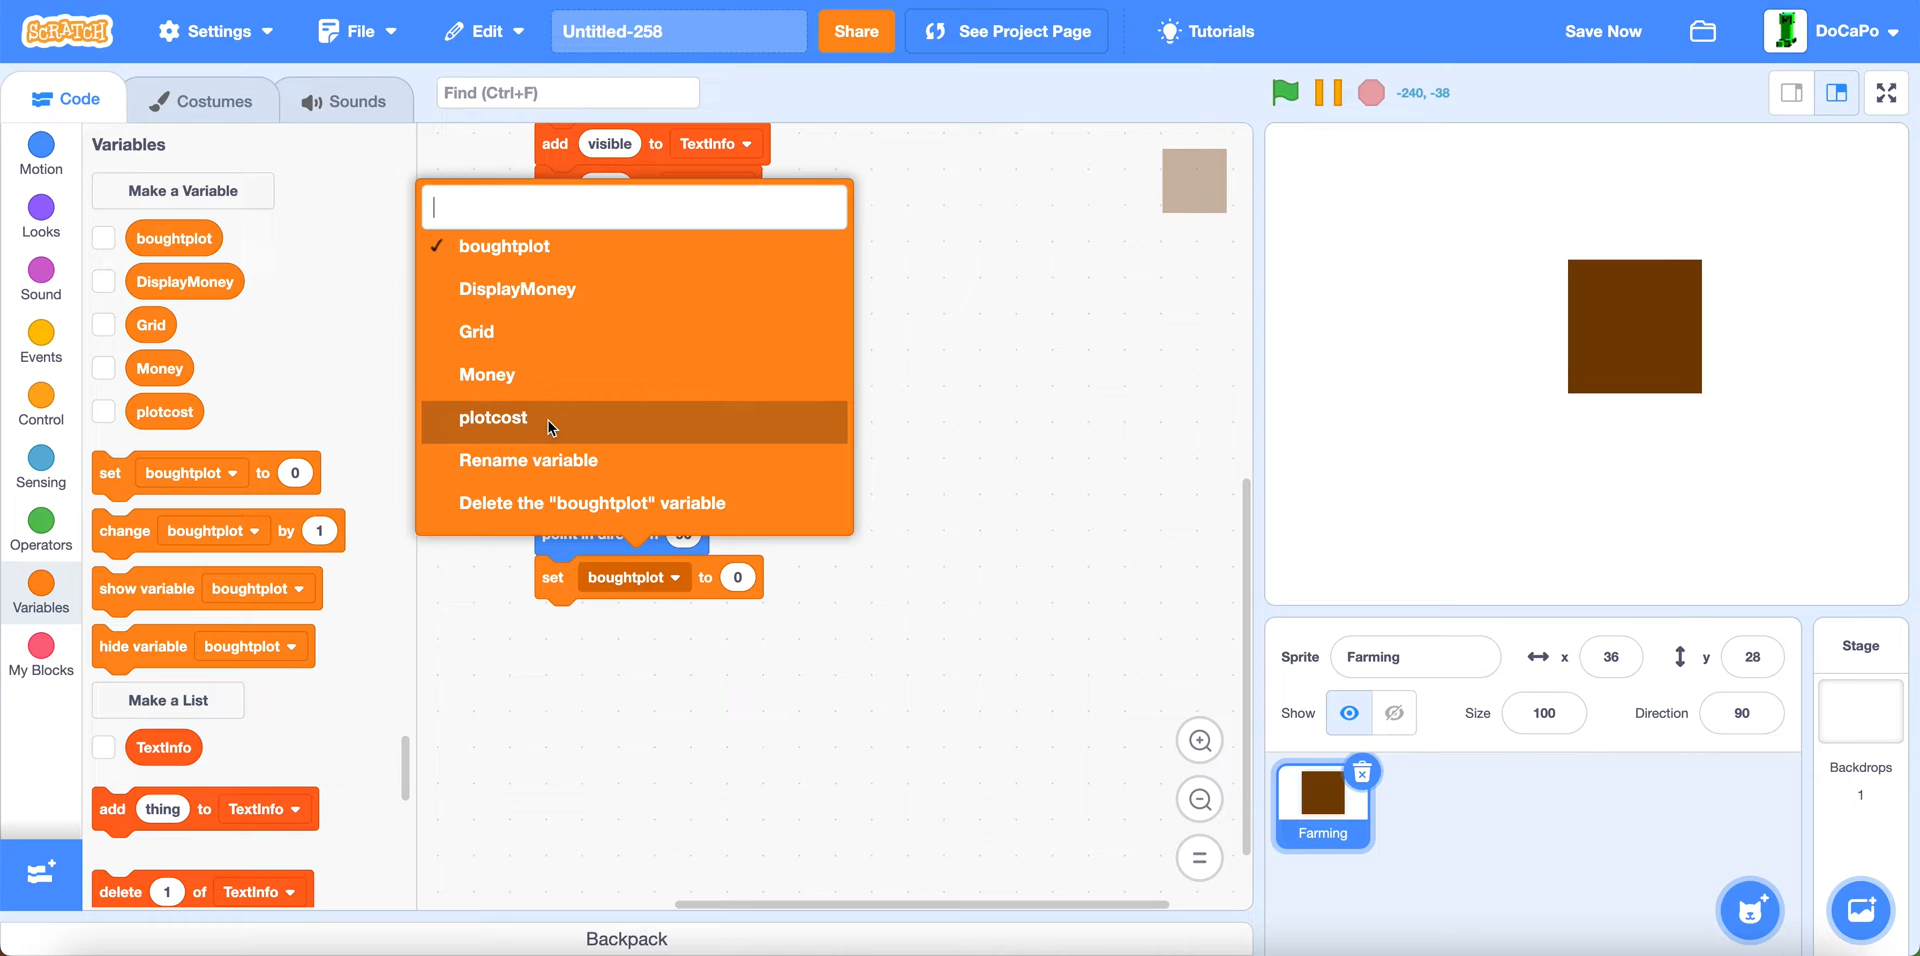 SCRATCH Settings File Edit Untitled-258 Share See Project Page Tutorials Save Now DoCaPo
Code Costumes Sounds Find (Ctrl+F) -240, -38
Motion
Looks
Sound
Events
Control
Sensing
Operators
Variables
My Blocks
Variables
Make a Variable
boughtplot
DisplayMoney
Grid
Money
plotcost
set boughtplot to 0
change boughtplot by 1
show variable boughtplot
hide variable boughtplot
Make a List
TextInfo
add thing to TextInfo
delete 1 of TextInfo
add visible to TextInfo
✓ boughtplot
DisplayMoney
Grid
Money
plotcost
Rename variable
Delete the "boughtplot" variable
set boughtplot to 0
Backpack
Sprite Farming x 36 y 28
Show Size 100 Direction 90
Farming
Stage
Backdrops
1